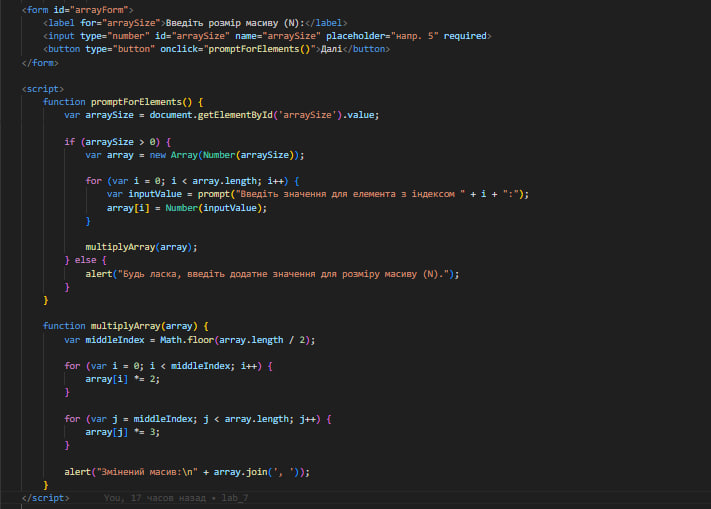 <form id="arrayForm">
<label for="arraySize">Введіть розмір масиву (N):</label>
<input type="number" id="arraySize" name="arraySize" placeholder="напр. 5" required>
<button type="button" onclick="promptForElements()">Далі</button>
</form>
<script>
function promptForElements() {
var arraySize = document.getElementById('arraySize').value;
if (arraySize > 0) {
var array = new Array(Number(arraySize));
for (var i = 0; i < array.length; i++) {
var inputValue = prompt("Введіть значення для елемента з індексом " + i + ":");
array[i] = Number(inputValue);
}
multiplyArray(array);
} else {
alert("Будь ласка, введіть додатне значення для розміру масиву (N).");
}
}
function multiplyArray(array) {
var middleIndex = Math.floor(array.length / 2);
for (var i = 0; i < middleIndex; i++) {
array[i] *= 2;
}
for (var j = middleIndex; j < array.length; j++) {
array[j] *= 3;
}
alert("Змінений масив:\n" + array.join(', '));
}
</script> You, 17 часов назад • lab_7